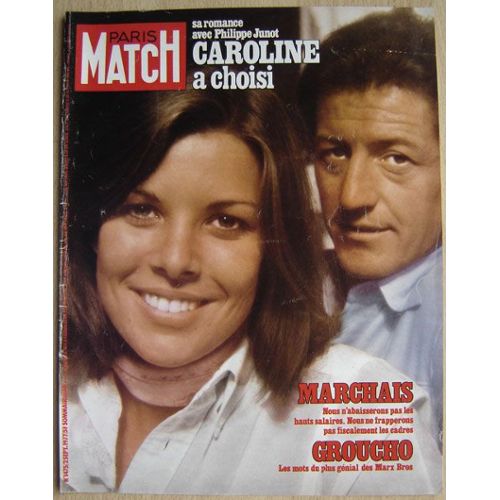 PARIS
MATCH
sa romance
avec Philippe Junot
CAROLINE
a choisi
MARCHAIS
Nous n'abaisserons pas les
hauts salaires. Nous ne frapperons
pas fiscalement les cadres
GROUCHO
Les mots du plus génial des Marx Bros